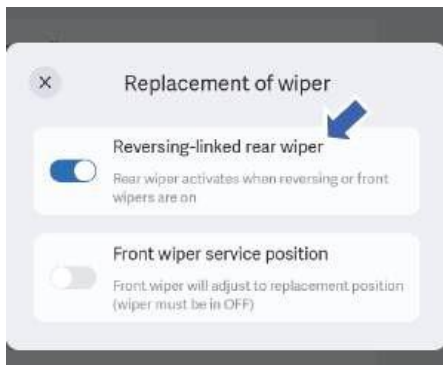 Replacement of wiper
Reversing-linked rear wiper
Rear wiper activates when reversing or front
wipers are on
Front wiper service position
Front wiper will adjust to replacement position
(wiper must be in OFF)